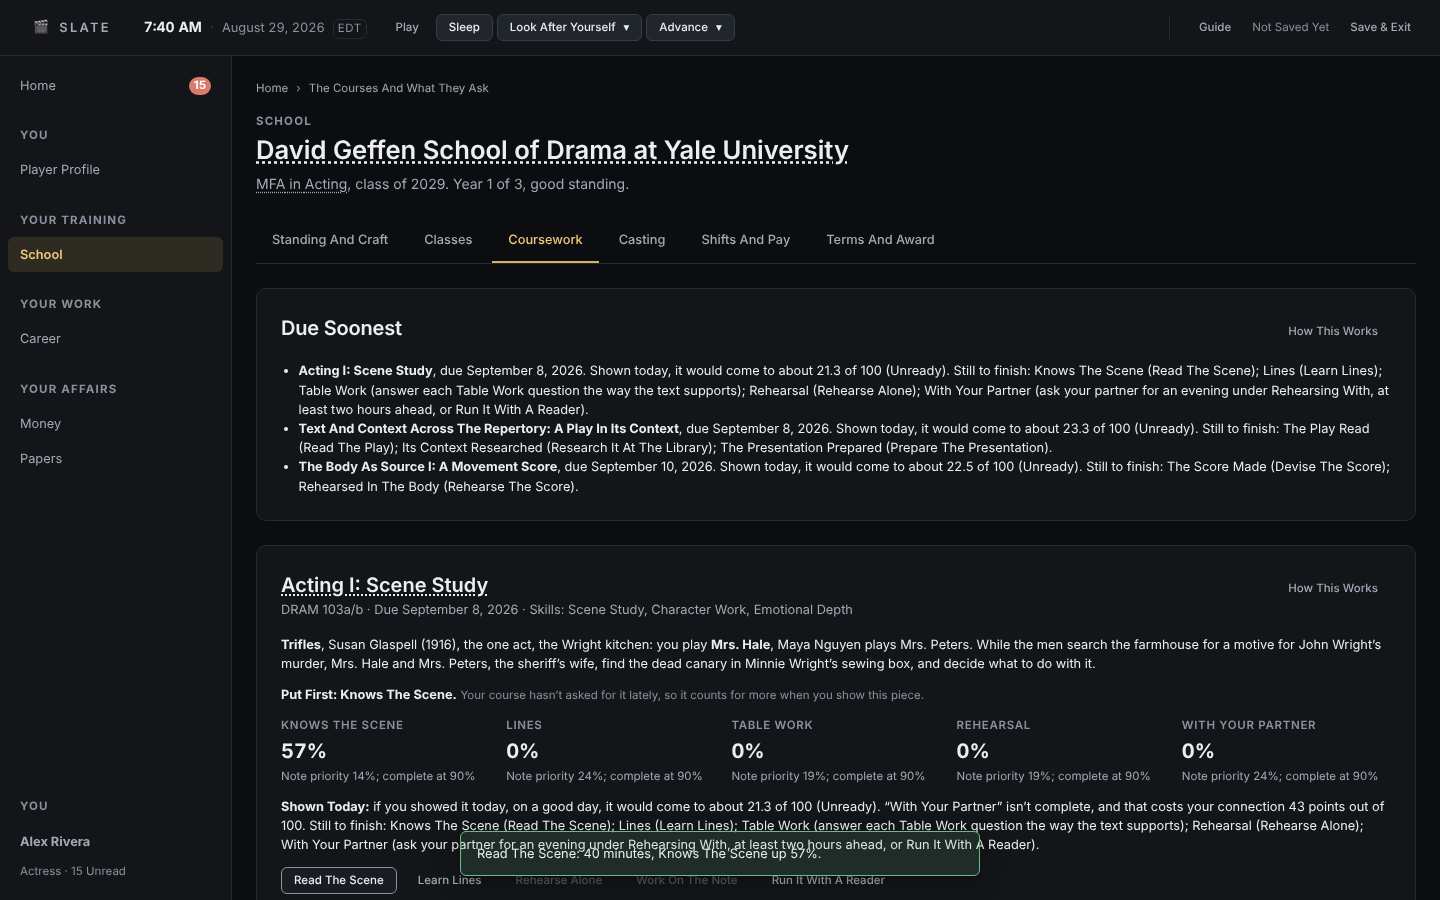 SLATE
7:40 AM · August 29, 2026 EDT
Play
Sleep
Look After Yourself ▾
Advance ▾
Guide
Not Saved Yet
Save & Exit
Home
15
YOU
Player Profile
YOUR TRAINING
School
YOUR WORK
Career
YOUR AFFAIRS
Money
Papers
YOU
Alex Rivera
Actress · 15 Unread
Home › The Courses And What They Ask
SCHOOL
David Geffen School of Drama at Yale University
MFA in Acting, class of 2029. Year 1 of 3, good standing.
Standing And Craft
Classes
Coursework
Casting
Shifts And Pay
Terms And Award
Due Soonest
How This Works
• Acting I: Scene Study, due September 8, 2026. Shown today, it would come to about 21.3 of 100 (Unready). Still to finish: Knows The Scene (Read The Scene); Lines (Learn Lines);
Table Work (answer each Table Work question the way the text supports); Rehearsal (Rehearse Alone); With Your Partner (ask your partner for an evening under Rehearsing With, at
least two hours ahead, or Run It With A Reader).
• Text And Context Across The Repertory: A Play In Its Context, due September 8, 2026. Shown today, it would come to about 23.3 of 100 (Unready). Still to finish: The Play Read
(Read The Play); Its Context Researched (Research It At The Library); The Presentation Prepared (Prepare The Presentation).
• The Body As Source I: A Movement Score, due September 10, 2026. Shown today, it would come to about 22.5 of 100 (Unready). Still to finish: The Score Made (Devise The Score);
Rehearsed In The Body (Rehearse The Score).
Acting I: Scene Study
How This Works
DRAM 103a/b · Due September 8, 2026 · Skills: Scene Study, Character Work, Emotional Depth
Trifles, Susan Glaspell (1916), the one act, the Wright kitchen: you play Mrs. Hale, Maya Nguyen plays Mrs. Peters. While the men search the farmhouse for a motive for John Wright’s
murder, Mrs. Hale and Mrs. Peters, the sheriff’s wife, find the dead canary in Minnie Wright’s sewing box, and decide what to do with it.
Put First: Knows The Scene. Your course hasn’t asked for it lately, so it counts for more when you show this piece.
KNOWS THE SCENE
57%
Note priority 14%; complete at 90%
LINES
0%
Note priority 24%; complete at 90%
TABLE WORK
0%
Note priority 19%; complete at 90%
REHEARSAL
0%
Note priority 19%; complete at 90%
WITH YOUR PARTNER
0%
Note priority 24%; complete at 90%
Shown Today: if you showed it today, on a good day, it would come to about 21.3 of 100 (Unready). “With Your Partner” isn’t complete, and that costs your connection 43 points out of
100. Still to finish: Knows The Scene (Read The Scene); Lines (Learn Lines); Table Work (answer each Table Work question the way the text supports); Rehearsal (Rehearse Alone);
With Your Partner (ask your partner for an evening under Rehearsing With, at least two hours ahead, or Run It With A Reader).
Read The Scene: 40 minutes, Knows The Scene up 57%.
Read The Scene
Learn Lines
Rehearse Alone
Work On The Note
Run It With A Reader